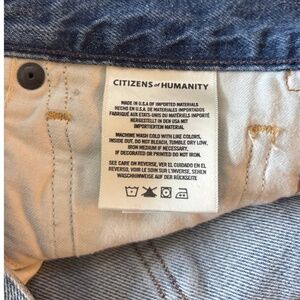 CITIZENS of HUMANITY
MADE IN U.S.A OF IMPORTED MATERIALS
HECHO EN U.S.A DE MATERIALES IMPORTADOS
FABRIQUÉ AUX ETATS-UNIS DU MATÉRIEL IMPORTÉ
HERGESTELLT IN DEN USA MIT
IMPORTIERTEN MATERIAL
MACHINE WASH COLD WITH LIKE COLORS,
INSIDE OUT, DO NOT BLEACH, TUMBLE DRY LOW,
IRON MEDIUM IF NECESSARY.
IF DECORATED OR PRINTED DO NOT IRON.
SEE CARE ON REVERSE, VER EL CUIDADO EN EL
REVERSO, VOIR LE SOIN SUR L'INVERSE, SEHEN
WASCHHINWEISE AUF DER RÜCKSEITE